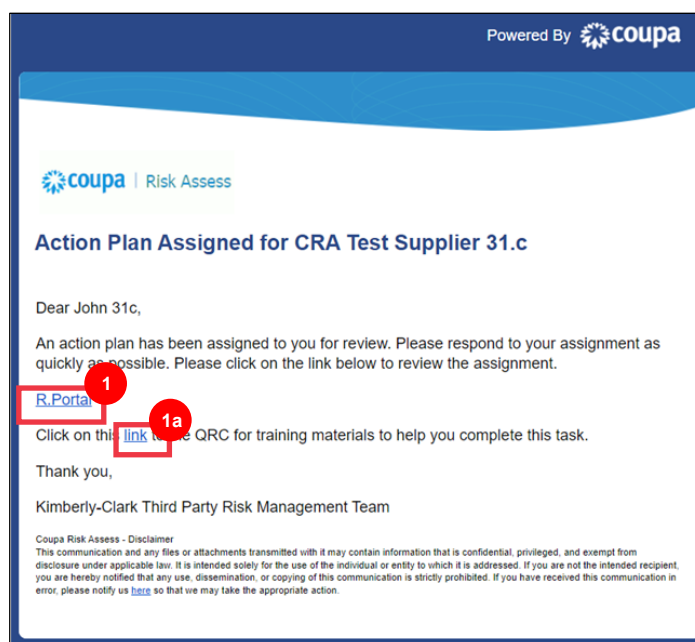 Powered By coupa
coupa | Risk Assess
Action Plan Assigned for CRA Test Supplier 31.c
Dear John 31c,
An action plan has been assigned to you for review. Please respond to your assignment as
quickly as possible. Please click on the link below to review the assignment.
1
R.Portal
1a
Click on this link to the QRC for training materials to help you complete this task.
Thank you,
Kimberly-Clark Third Party Risk Management Team
Coupa Risk Assess - Disclaimer
This communication and any files or attachments transmitted with it may contain information that is confidential, privileged, and exempt from
disclosure under applicable law. It is intended solely for the use of the individual or entity to which it is addressed. If you are not the intended recipient,
you are hereby notified that any use, dissemination, or copying of this communication is strictly prohibited. If you have received this communication in
error, please notify us here so that we may take the appropriate action.